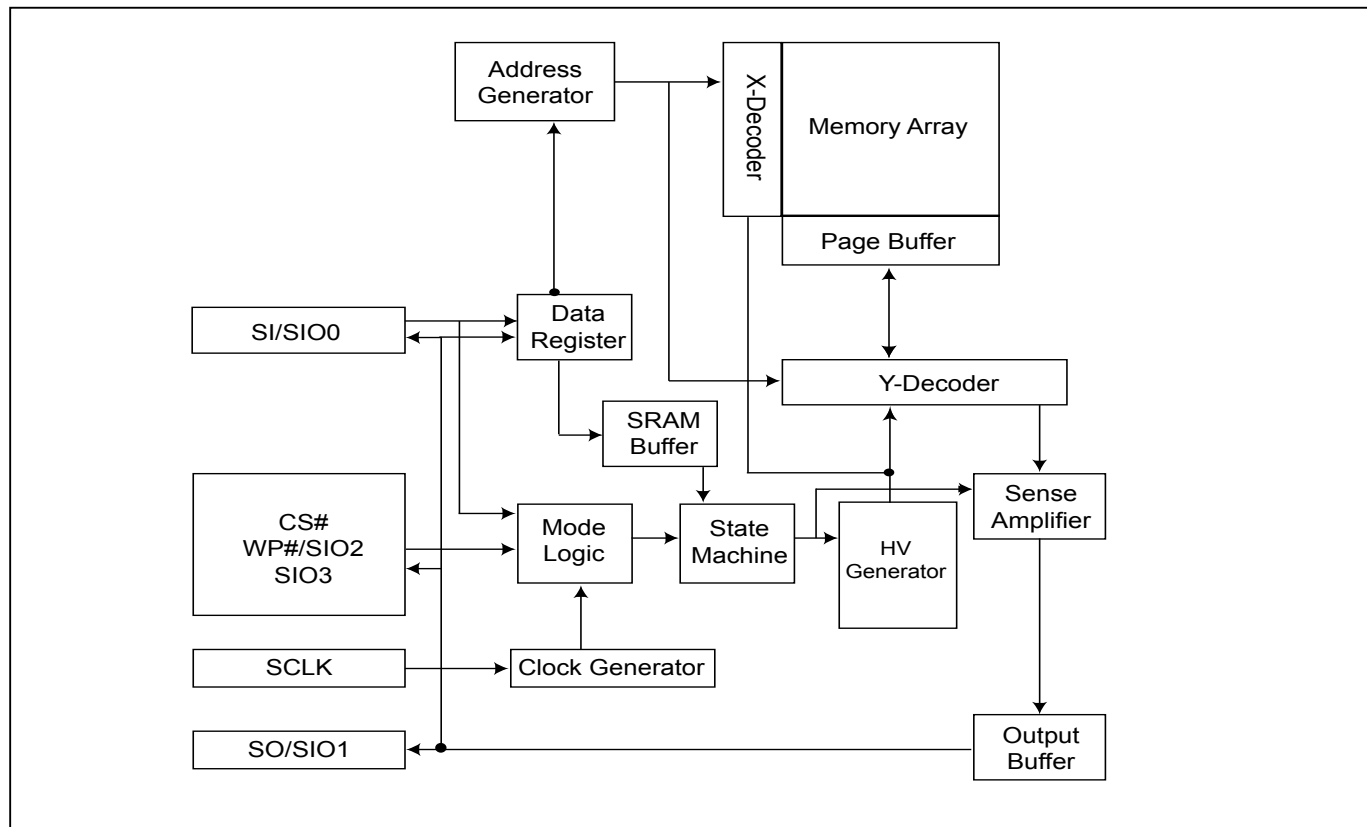 Address
Generator
X-Decoder
Memory Array
Page Buffer
SI/SIO0
Data
Register
Y-Decoder
SRAM
Buffer
CS#
WP#/SIO2
SIO3
Mode
Logic
State
Machine
HV
Generator
Sense
Amplifier
SCLK
Clock Generator
SO/SIO1
Output
Buffer